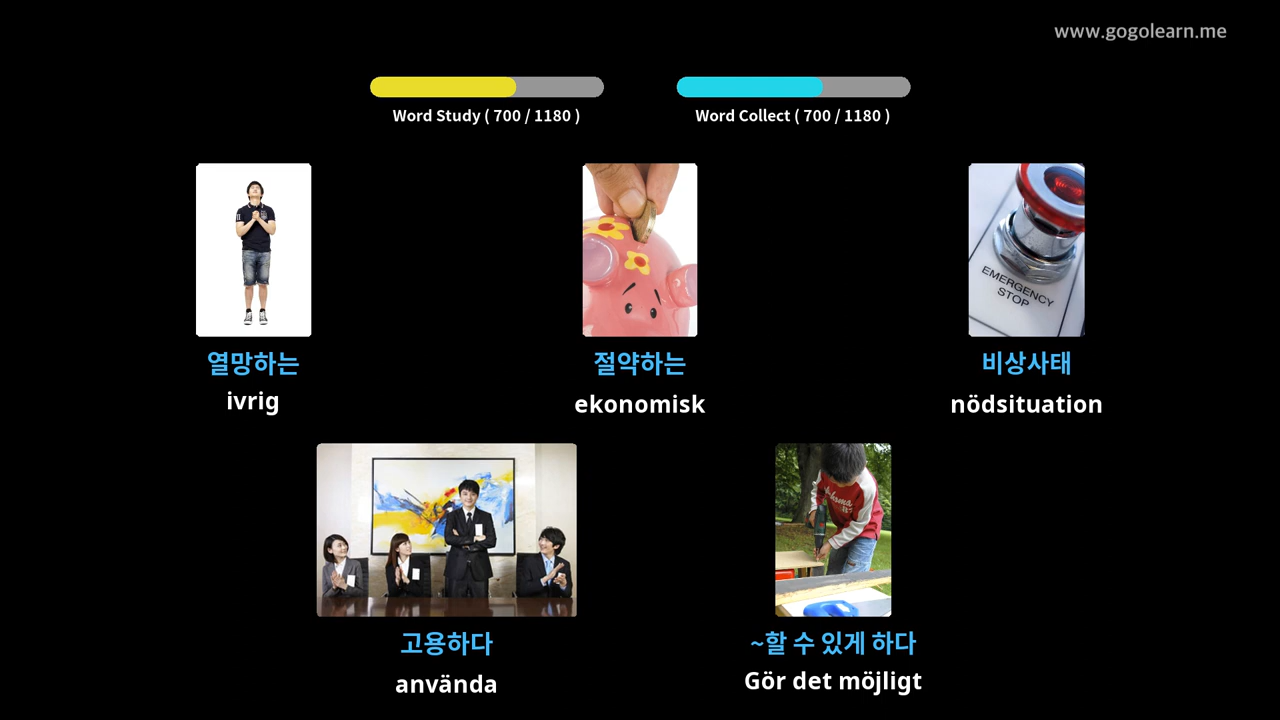 www.gogolearn.me
Word Study ( 700 / 1180 )
Word Collect ( 700 / 1180 )
EMERGENCY
STOP
열망하는
절약하는
비상사태
ivrig
ekonomisk
nödsituation
고용하다
~할 수 있게 하다
använda
Gör det möjligt